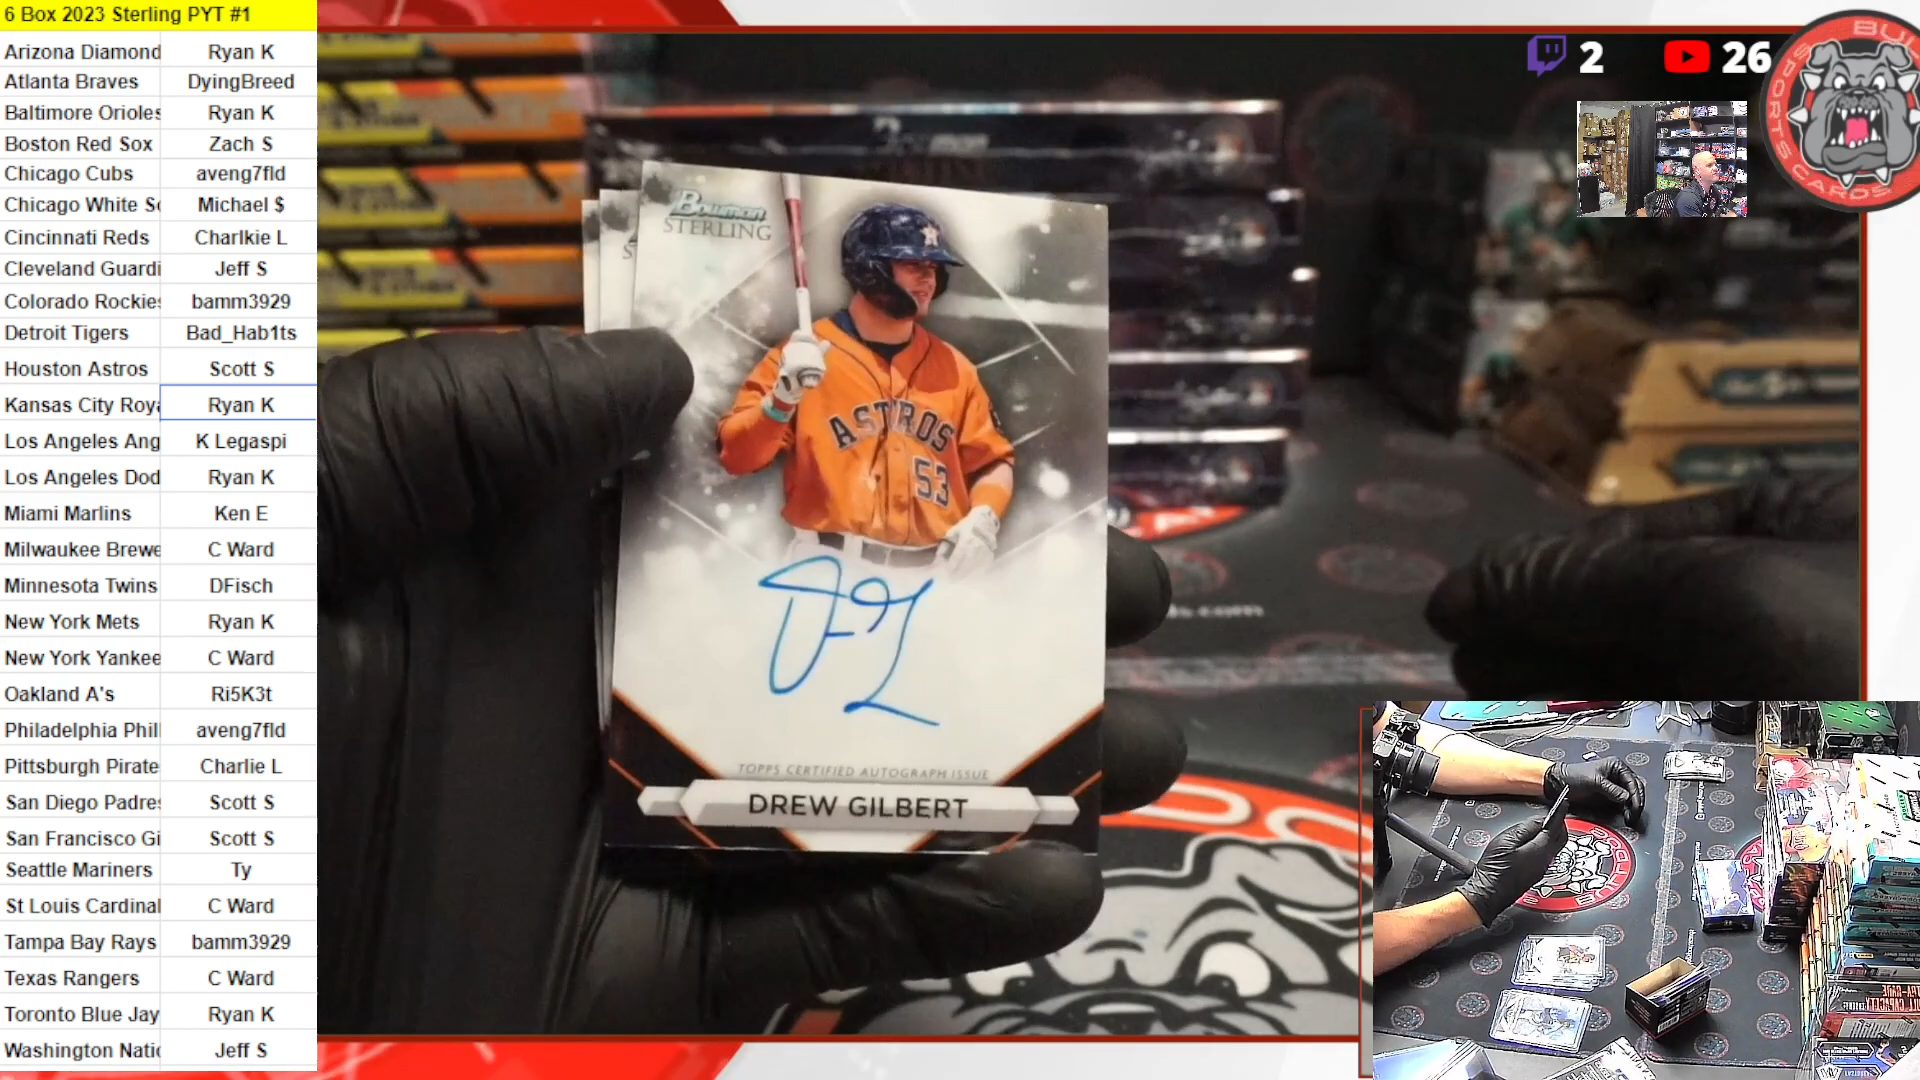 6 Box 2023 Sterling PYT #1
Arizona Diamond Ryan K
Atlanta Braves DyingBreed
Baltimore Orioles Ryan K
Boston Red Sox Zach S
Chicago Cubs aveng7fld
Chicago White So Michael $
Cincinnati Reds Charlkie L
Cleveland Guardi Jeff S
Colorado Rockies bamm3929
Detroit Tigers Bad_Hab1ts
Houston Astros Scott S
Kansas City Roya Ryan K
Los Angeles Ang K Legaspi
Los Angeles Dod Ryan K
Miami Marlins Ken E
Milwaukee Brewe C Ward
Minnesota Twins DFisch
New York Mets Ryan K
New York Yankee C Ward
Oakland A's Ri5K3t
Philadelphia Phil aveng7fld
Pittsburgh Pirate Charlie L
San Diego Padres Scott S
San Francisco Gi Scott S
Seattle Mariners Ty
St Louis Cardinal C Ward
Tampa Bay Rays bamm3929
Texas Rangers C Ward
Toronto Blue Jay Ryan K
Washington Natio Jeff S
2 26
SPORTS CARDS
Bowman
STERLING
ASTROS
53
TOPPS CERTIFIED AUTOGRAPH ISSUE
DREW GILBERT